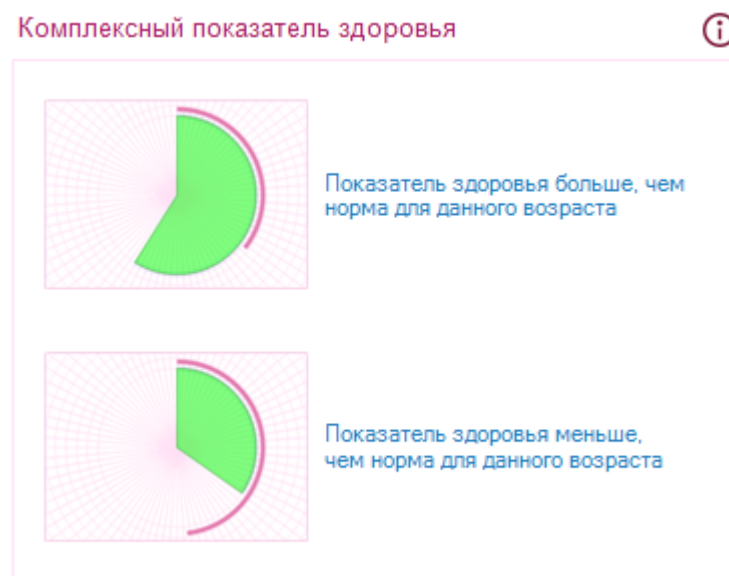 Комплексный показатель здоровья
Показатель здоровья больше, чем
норма для данного возраста
Показатель здоровья меньше,
чем норма для данного возраста